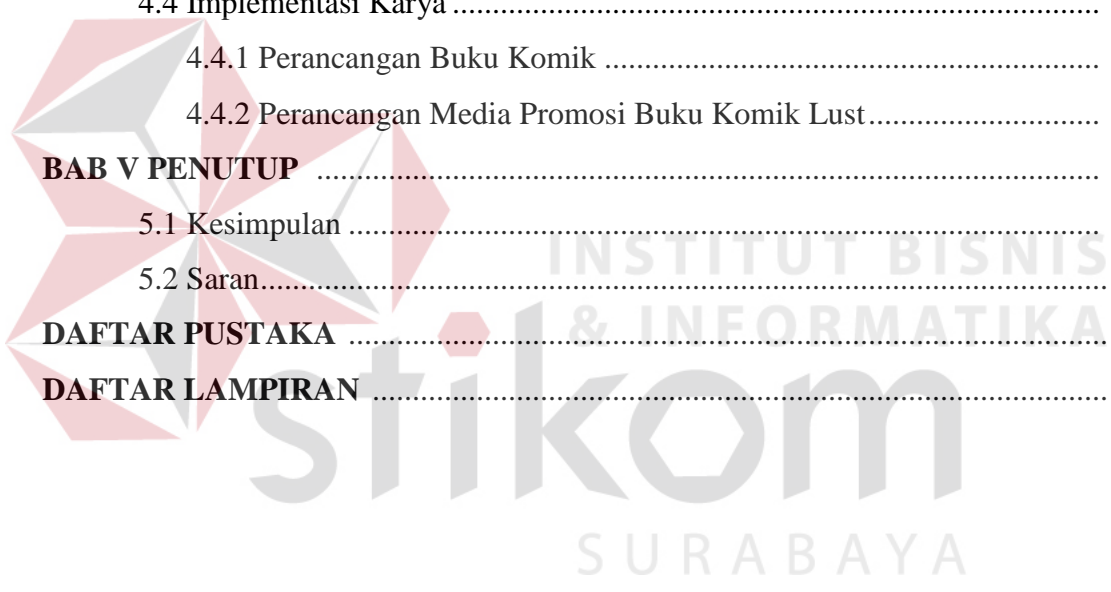 4.4 Implementasi Karya ........................................................................................
4.4.1 Perancangan Buku Komik ...................................................................
4.4.2 Perancangan Media Promosi Buku Komik Lust...............................
BAB V PENUTUP ..........................................................................................................
5.1 Kesimpulan ......................................................................................................
5.2 Saran...................................................................................................................
DAFTAR PUSTAKA .......................................................................................................
DAFTAR LAMPIRAN ....................................................................................................
INSTITUT BISNIS
& INFORMATIKA
stikom
SURABAYA